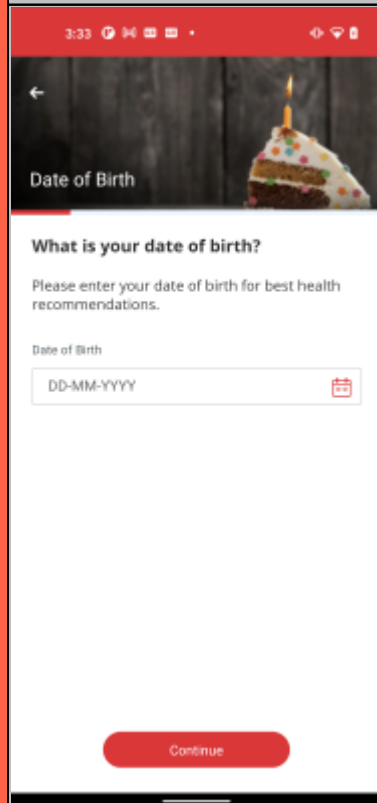 3:33
Date of Birth
What is your date of birth?
Please enter your date of birth for best health
recommendations.
Date of Birth
DD-MM-YYYY
Continue